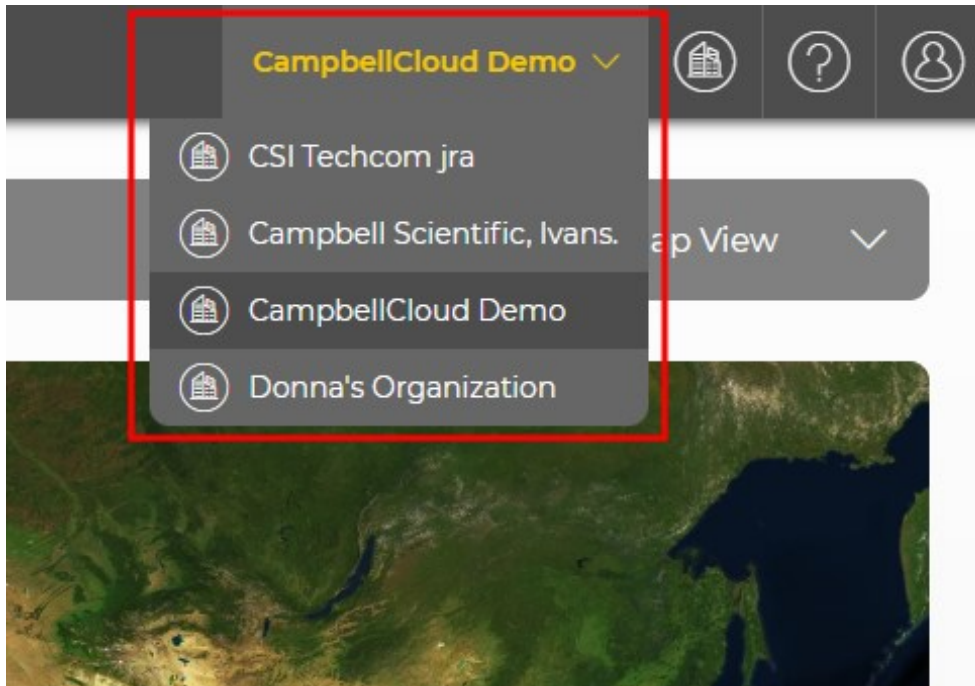 CampbellCloud Demo
CSI Techcom jra
Campbell Scientific, Ivans.
ap View
CampbellCloud Demo
Donna's Organization